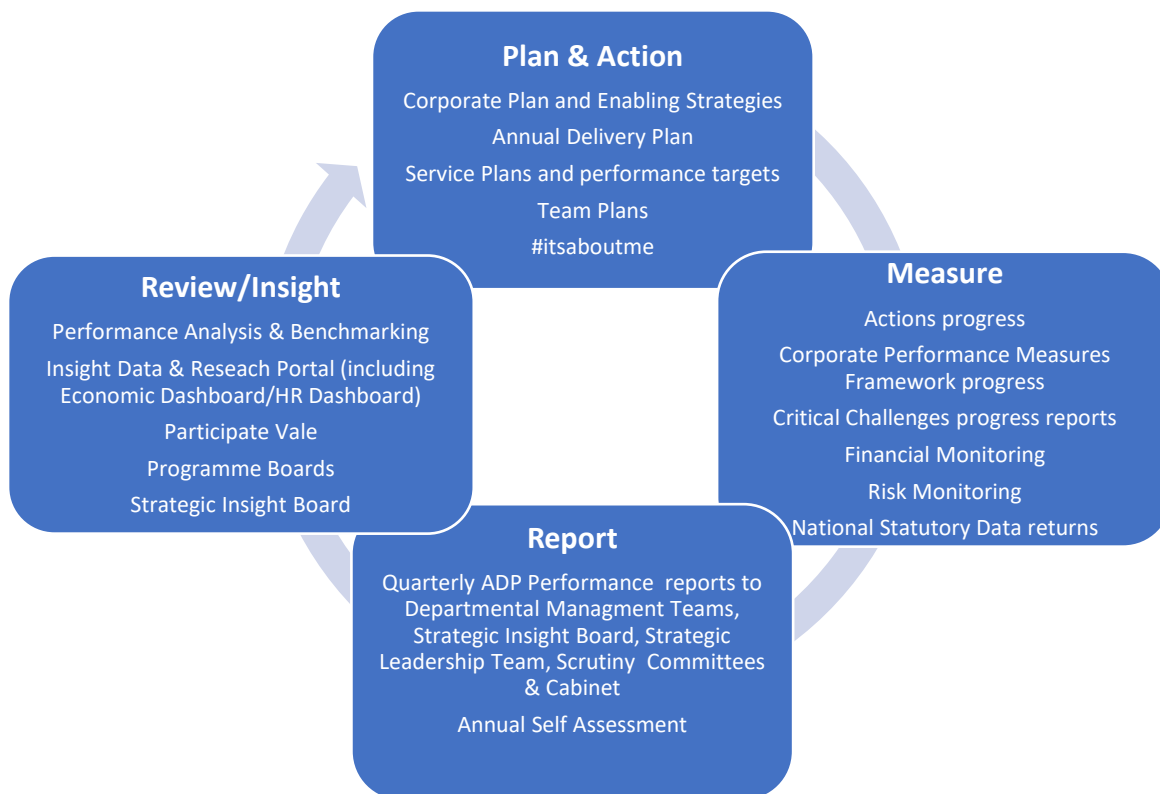 Plan & Action
Corporate Plan and Enabling Strategies
Annual Delivery Plan
Service Plans and performance targets
Team Plans
#itsaboutme
Measure
Actions progress
Corporate Performance Measures
Framework progress
Critical Challenges progress reports
Financial Monitoring
Risk Monitoring
National Statutory Data returns
Report
Quarterly ADP Performance reports to
Departmental Managment Teams,
Strategic Insight Board, Strategic
Leadership Team, Scrutiny Committees
& Cabinet
Annual Self Assessment
Review/Insight
Performance Analysis & Benchmarking
Insight Data & Reseach Portal (including
Economic Dashboard/HR Dashboard)
Participate Vale
Programme Boards
Strategic Insight Board